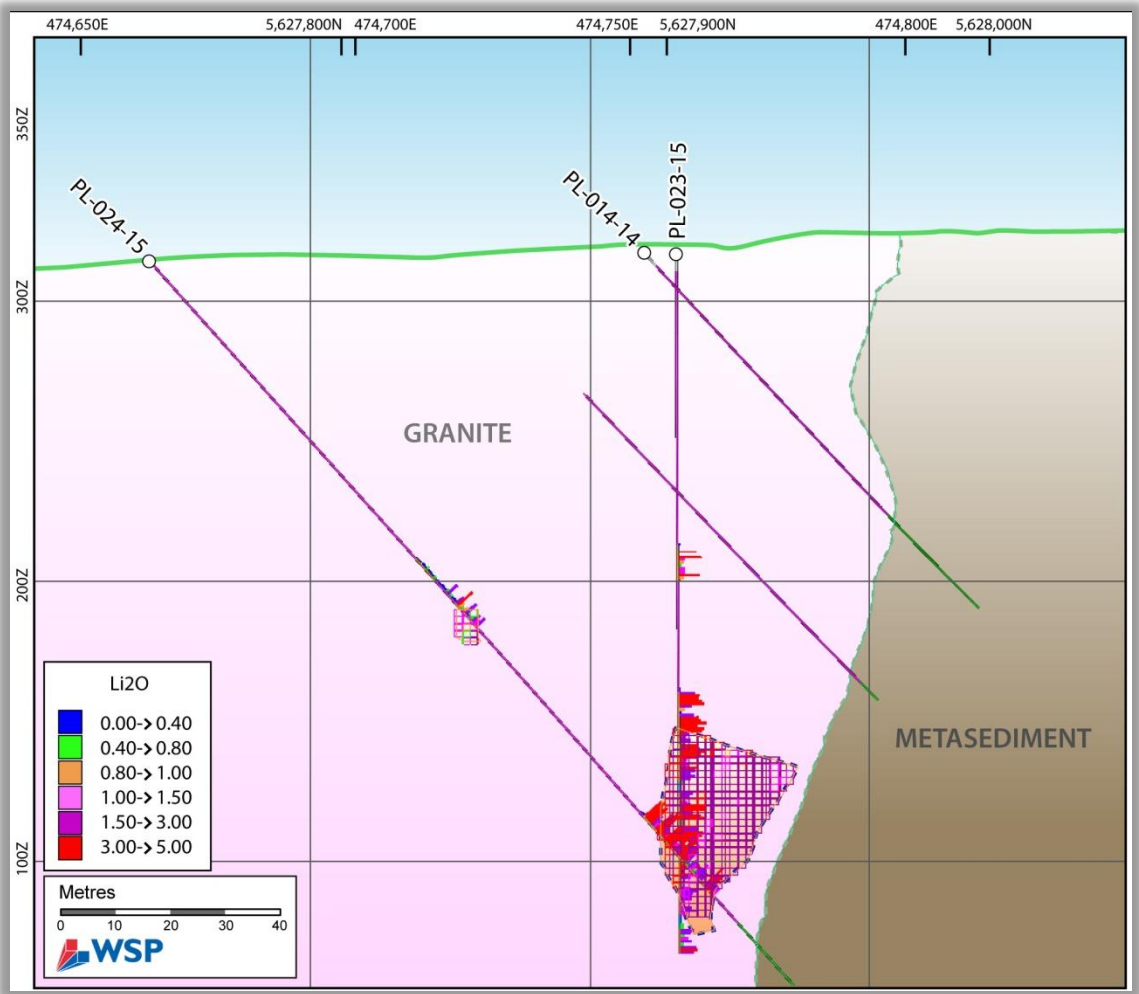 474,650E
5,627,800N
474,700E
474,750E
5,627,900N
474,800E
5,628,000N
350Z
PL-024-15
PL-014-14
PL-023-15
300Z
GRANITE
200Z
METASEDIMENT
100Z
Li2O
0.00->0.40
0.40->0.80
0.80->1.00
1.00->1.50
1.50->3.00
3.00->5.00
Metres
0 10 20 30 40
WSP